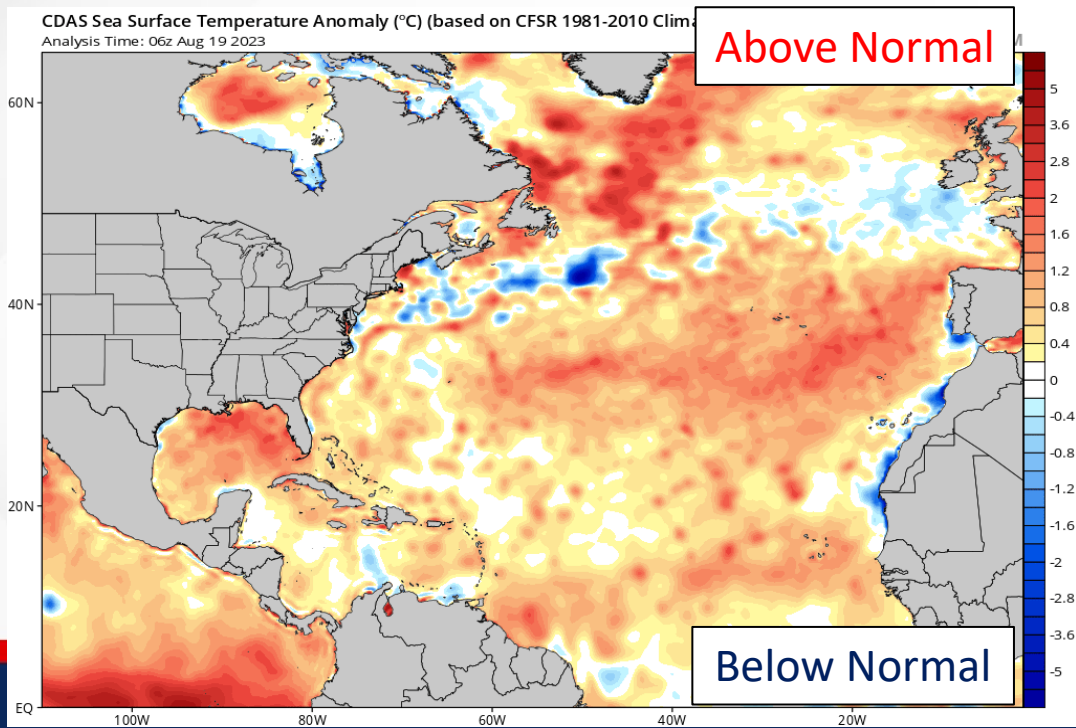 CDAS Sea Surface Temperature Anomaly (°C) (based on CFSR 1981-2010 Clima
Analysis Time: 06z Aug 19 2023
Above Normal
60N
40N
20N
EQ
100W
80W
60W
40W
20W
5
3.6
2.8
2
1.6
1.2
0.8
0.4
0
-0.4
-0.8
-1.2
-1.6
-2
-2.8
-3.6
-5
Below Normal